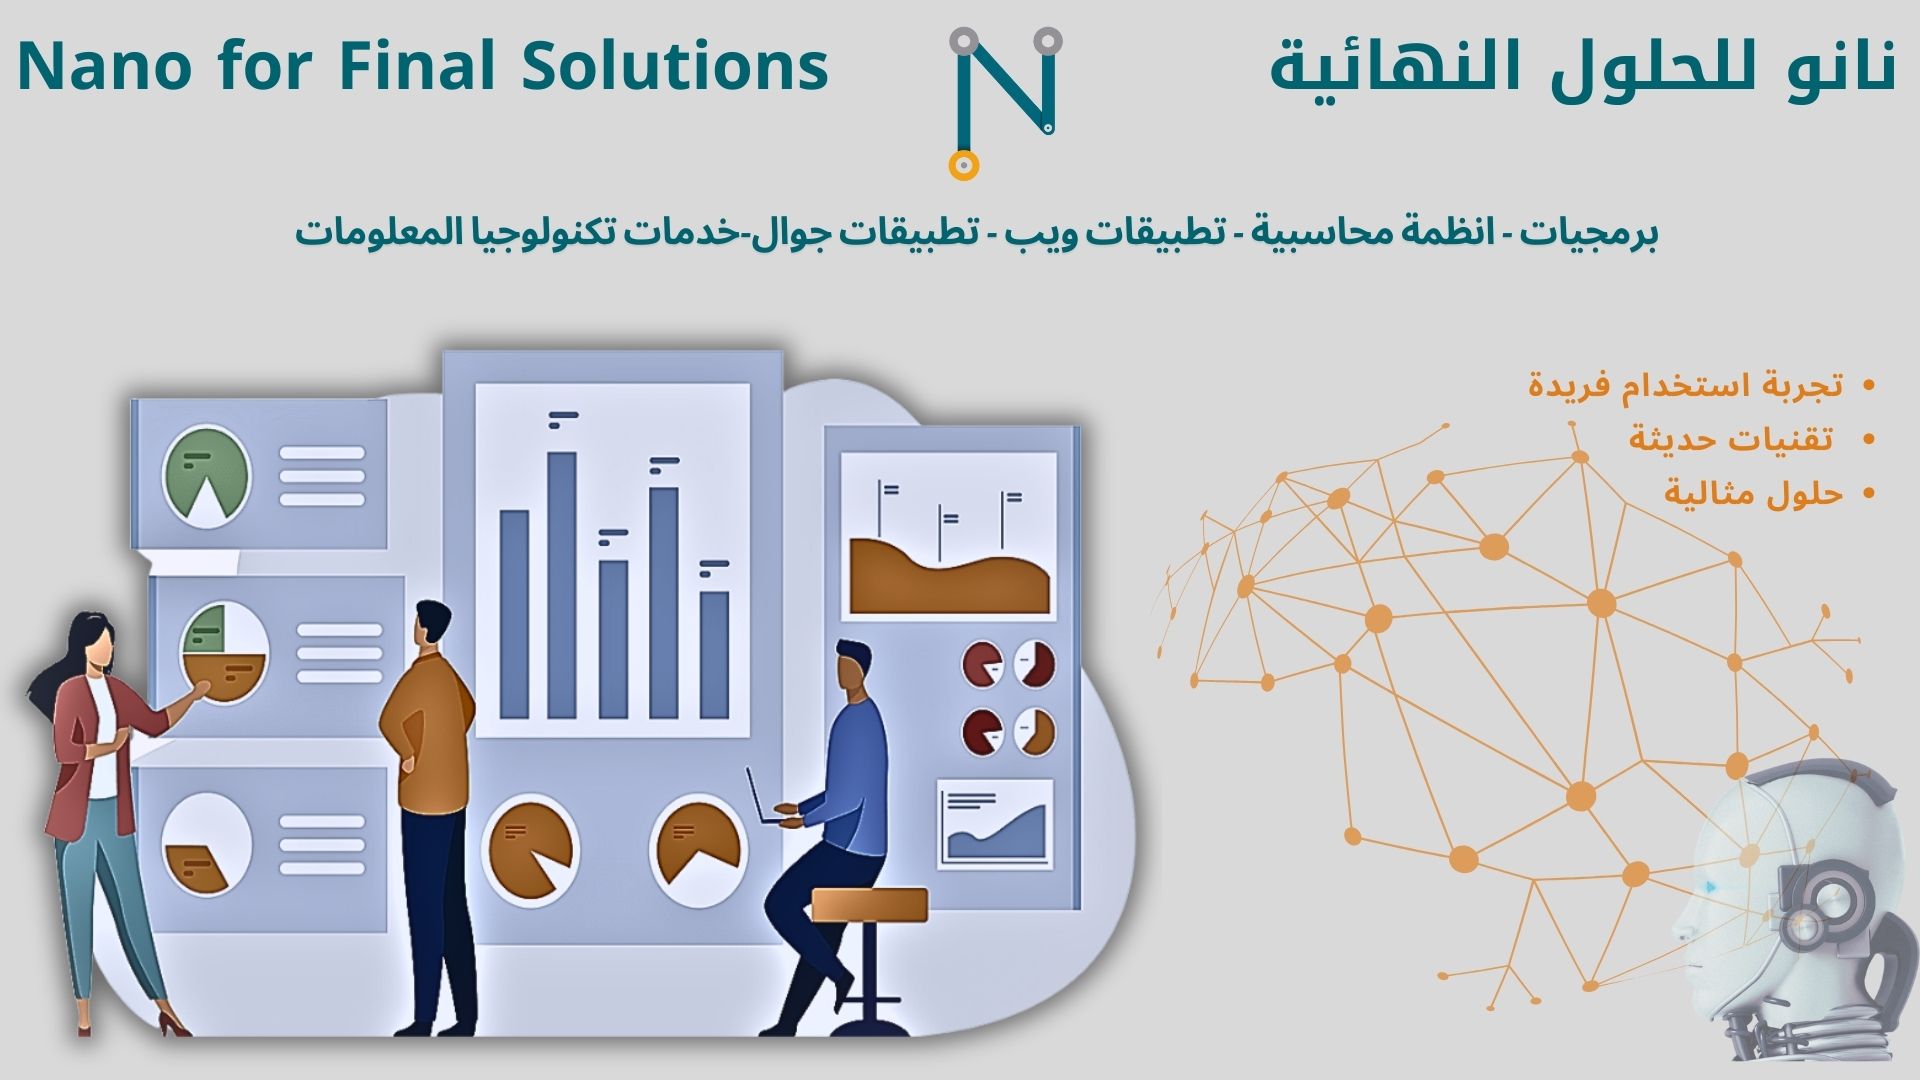 Nano for Final Solutions
نانو للحلول النهائية
برمجيات - انظمة محاسبية - تطبيقات ويب - تطبيقات جوال-خدمات تكنولوجيا المعلومات
• تجربة استخدام فريدة
• تقنيات حديثة
• حلول مثالية